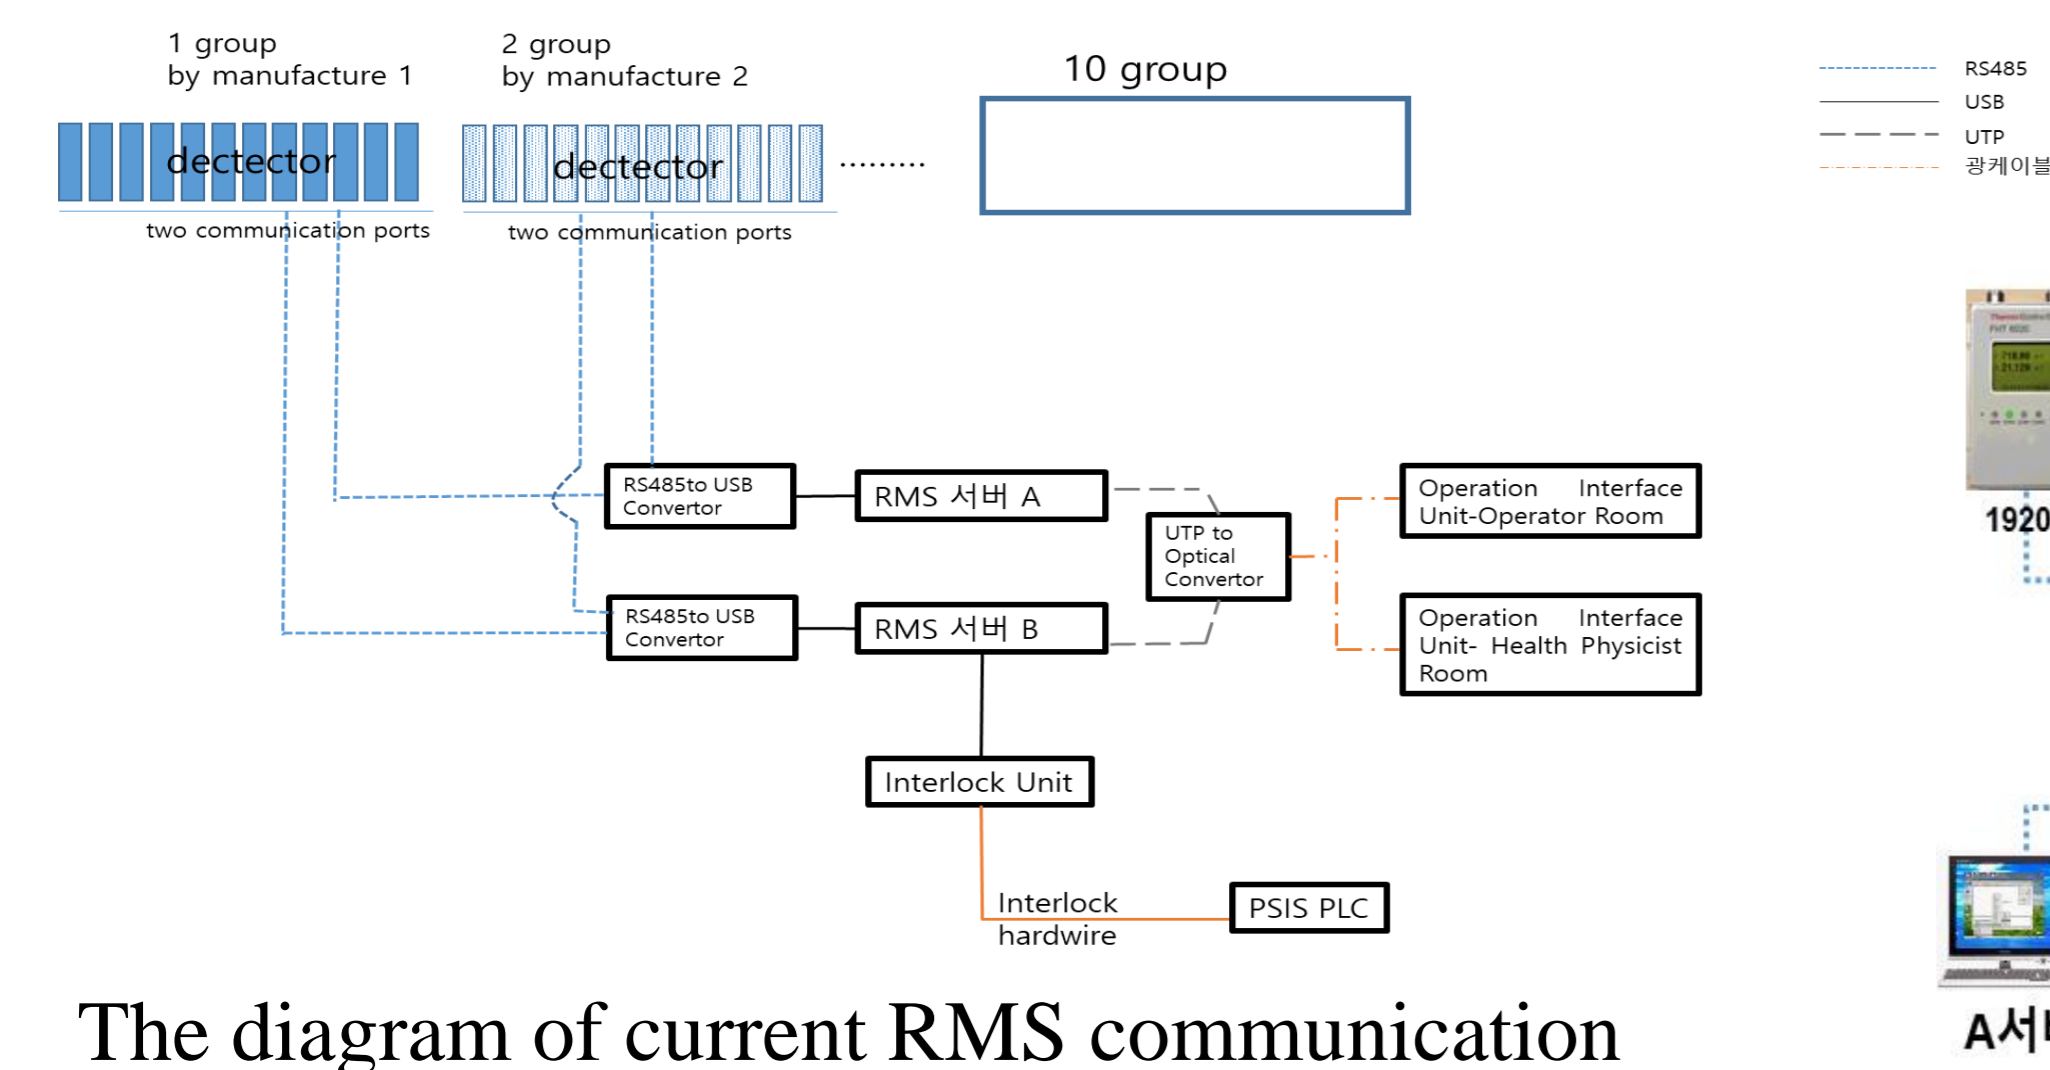 1 group
by manufacture 1
2 group
by manufacture 2
10 group
dectector
dectector
.........
two communication ports
two communication ports
RS485
USB
UTP
광케이블
RS485to USB
Convertor
RMS 서버 A
RS485to USB
Convertor
RMS 서버 B
UTP to
Optical
Convertor
Operation Interface
Unit-Operator Room
Operation Interface
Unit- Health Physicist
Room
Interlock Unit
Interlock
hardwire
PSIS PLC
1920
The diagram of current RMS communication